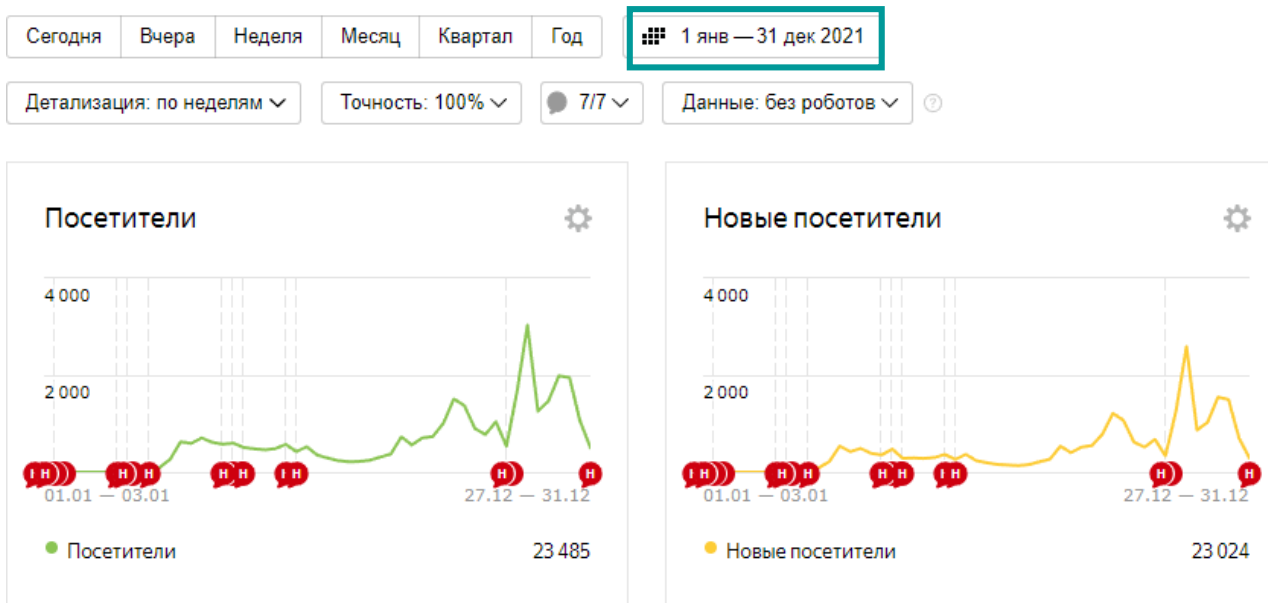 Сегодня Вчера Неделя Месяц Квартал Год 1 янв — 31 дек 2021
Детализация: по неделям Точность: 100% 7/7 Данные: без роботов ?
Посетители
4 000
2 000
I H H H H H I H H H
01.01 — 03.01 27.12 — 31.12
Посетители 23 485
Новые посетители
4 000
2 000
I H H H H H I H H H
01.01 — 03.01 27.12 — 31.12
Новые посетители 23 024